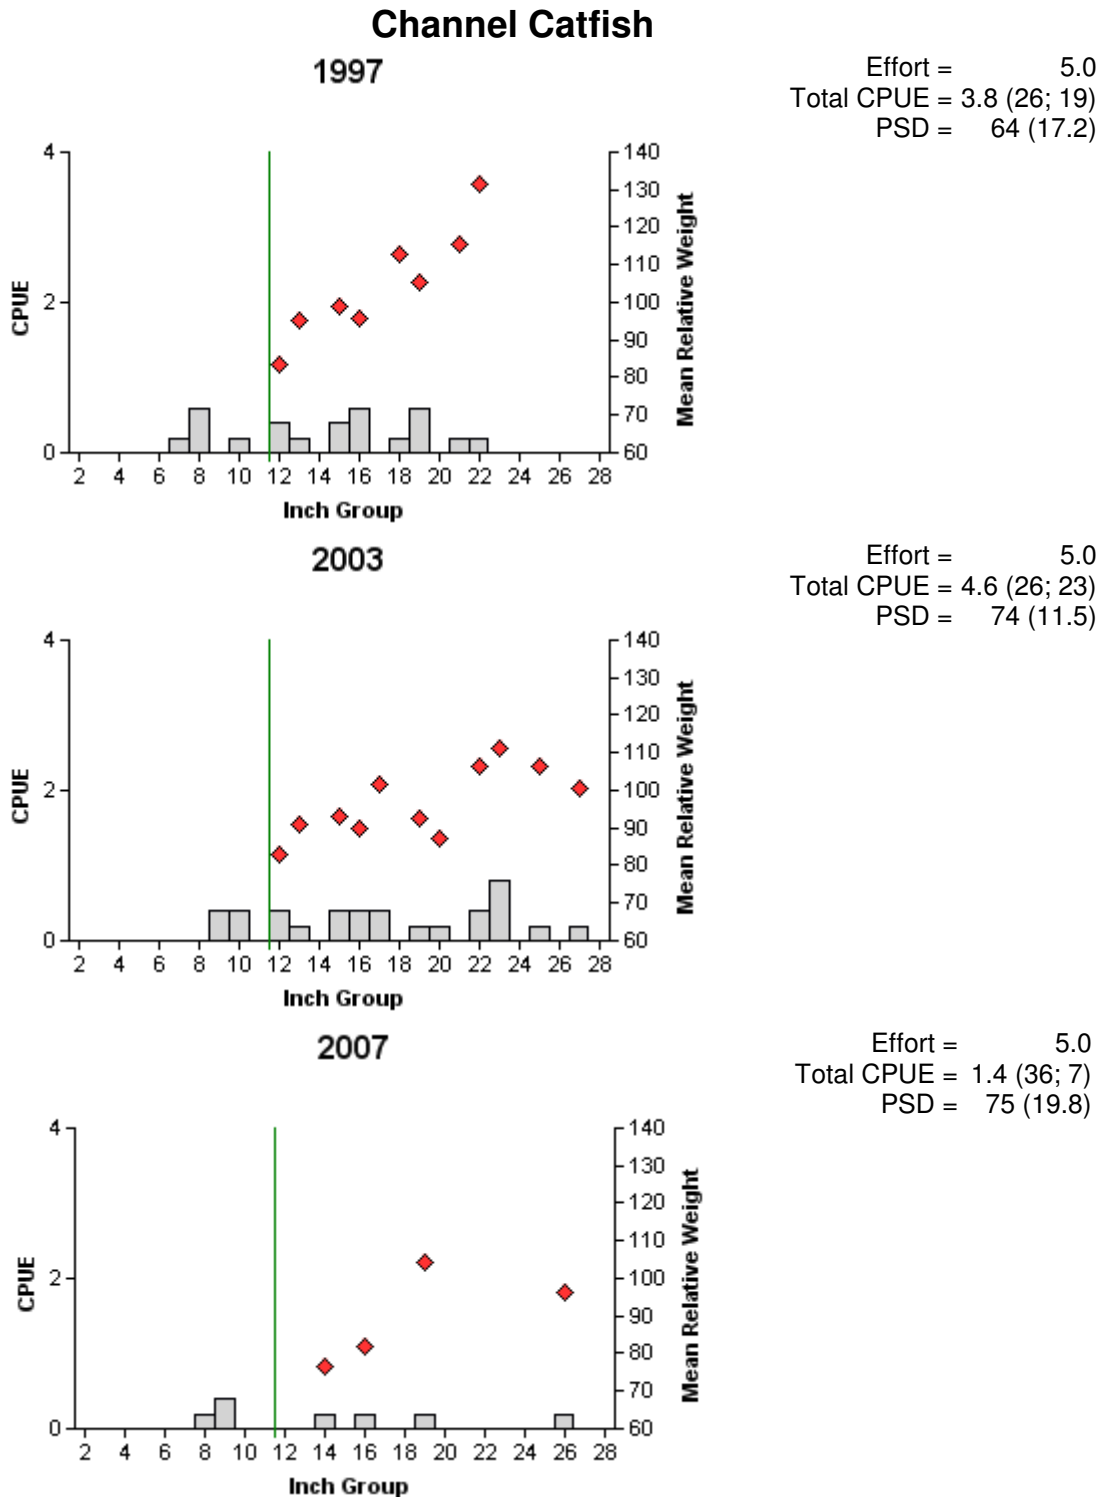 Channel Catfish
1997
Effort = 5.0
Total CPUE = 3.8 (26; 19)
PSD = 64 (17.2)
4 2 0
CPUE
140 130 120 110 100 90 80 70 60
Mean Relative Weight
2 4 6 8 10 12 14 16 18 20 22 24 26 28
Inch Group
2003
Effort = 5.0
Total CPUE = 4.6 (26; 23)
PSD = 74 (11.5)
4 2 0
CPUE
140 130 120 110 100 90 80 70 60
Mean Relative Weight
2 4 6 8 10 12 14 16 18 20 22 24 26 28
Inch Group
2007
Effort = 5.0
Total CPUE = 1.4 (36; 7)
PSD = 75 (19.8)
4 2 0
CPUE
140 130 120 110 100 90 80 70 60
Mean Relative Weight
2 4 6 8 10 12 14 16 18 20 22 24 26 28
Inch Group